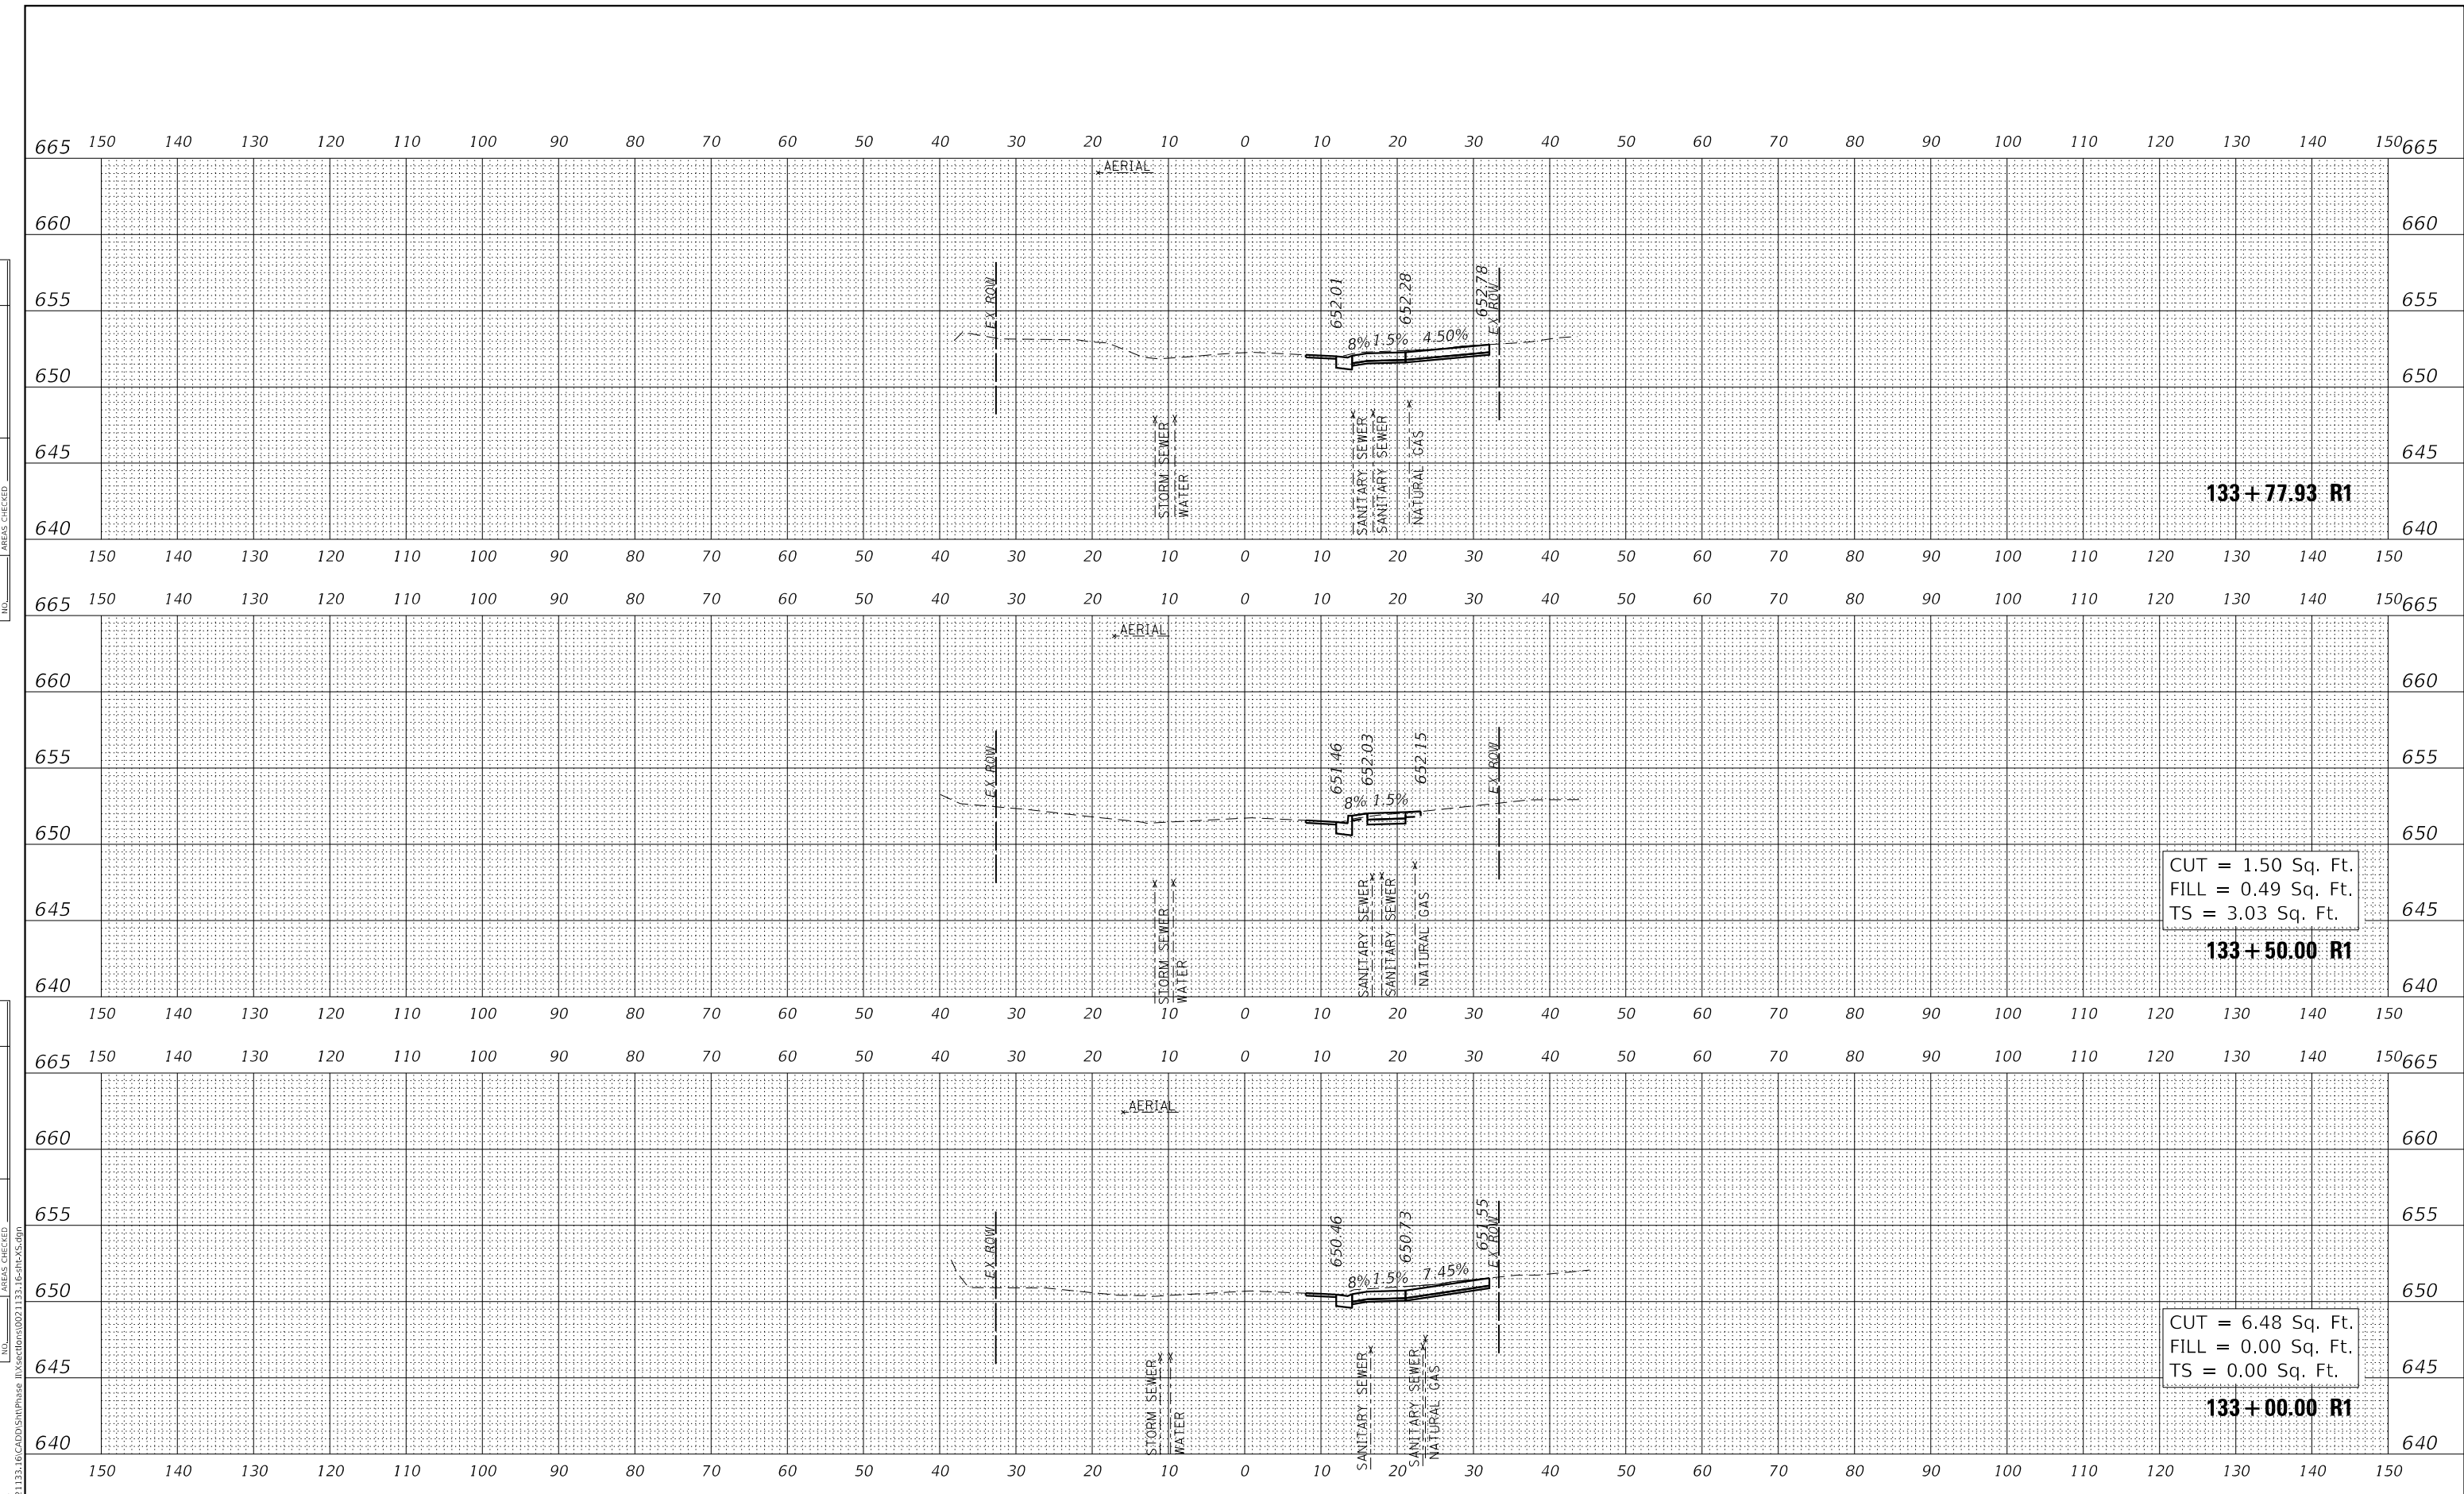 150 140 130 120 110 100 90 80 70 60 50 40 30 20 10 0 10 20 30 40 50 60 70 80 90 100 110 120 130 140 150
665 665
AERIAL
660 660
655 655
EX ROW 652.01 652.28 652.78 EX ROW
8% 1.5% 4.50%
650 650
645 645
STORM SEWER
WATER
SANITARY SEWER
SANITARY SEWER
NATURAL GAS
133+77.93 R1
640 640
150 140 130 120 110 100 90 80 70 60 50 40 30 20 10 0 10 20 30 40 50 60 70 80 90 100 110 120 130 140 150
150 140 130 120 110 100 90 80 70 60 50 40 30 20 10 0 10 20 30 40 50 60 70 80 90 100 110 120 130 140 150
665 665
AERIAL
660 660
655 655
EX ROW 651.46 652.03 652.15 EX ROW
8% 1.5%
650 650
CUT = 1.50 Sq. Ft.
FILL = 0.49 Sq. Ft.
TS = 3.03 Sq. Ft.
645 645
STORM SEWER
WATER
SANITARY SEWER
SANITARY SEWER
NATURAL GAS
133+50.00 R1
640 640
150 140 130 120 110 100 90 80 70 60 50 40 30 20 10 0 10 20 30 40 50 60 70 80 90 100 110 120 130 140 150
150 140 130 120 110 100 90 80 70 60 50 40 30 20 10 0 10 20 30 40 50 60 70 80 90 100 110 120 130 140 150
665 665
AERIAL
660 660
655 655
EX ROW 650.46 650.73 651.55 EX ROW
8% 1.5% 7.45%
650 650
CUT = 6.48 Sq. Ft.
FILL = 0.00 Sq. Ft.
TS = 0.00 Sq. Ft.
645 645
STORM SEWER
WATER
SANITARY SEWER
SANITARY SEWER
NATURAL GAS
133+00.00 R1
640 640
150 140 130 120 110 100 90 80 70 60 50 40 30 20 10 0 10 20 30 40 50 60 70 80 90 100 110 120 130 140 150
AREAS CHECKED
NO.
AREAS CHECKED
NO.
21133.16\CADD\Sht\Phase II\Xsections\0021133.16-sht-XS.dgn